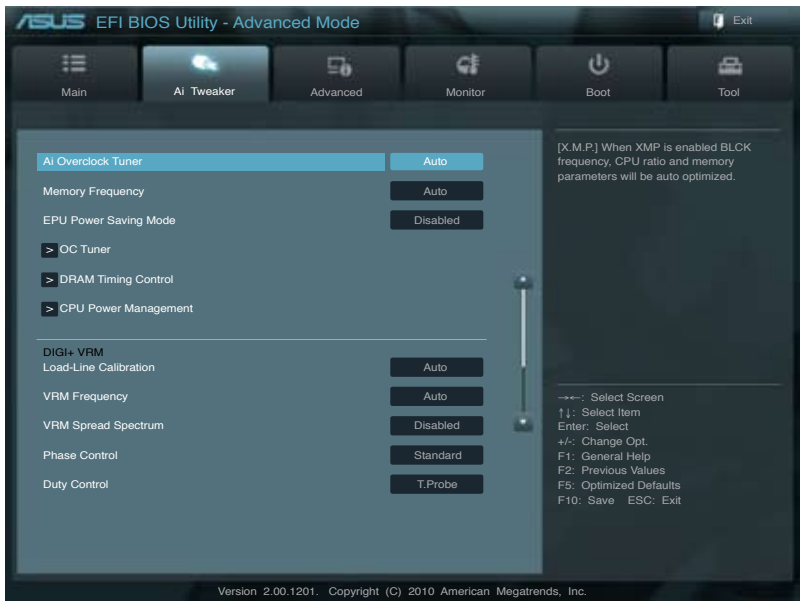 ASUS EFI BIOS Utility - Advanced Mode
Exit
Main
Ai Tweaker
Advanced
Monitor
Boot
Tool
Ai Overclock Tuner Auto
Memory Frequency Auto
EPU Power Saving Mode Disabled
> OC Tuner
> DRAM Timing Control
> CPU Power Management
DIGI+ VRM
Load-Line Calibration Auto
VRM Frequency Auto
VRM Spread Spectrum Disabled
Phase Control Standard
Duty Control T.Probe
[X.M.P.] When XMP is enabled BLCK
frequency, CPU ratio and memory
parameters will be auto optimized.
→←: Select Screen
↑↓: Select Item
Enter: Select
+/-: Change Opt.
F1: General Help
F2: Previous Values
F5: Optimized Defaults
F10: Save ESC: Exit
Version 2.00.1201. Copyright (C) 2010 American Megatrends, Inc.